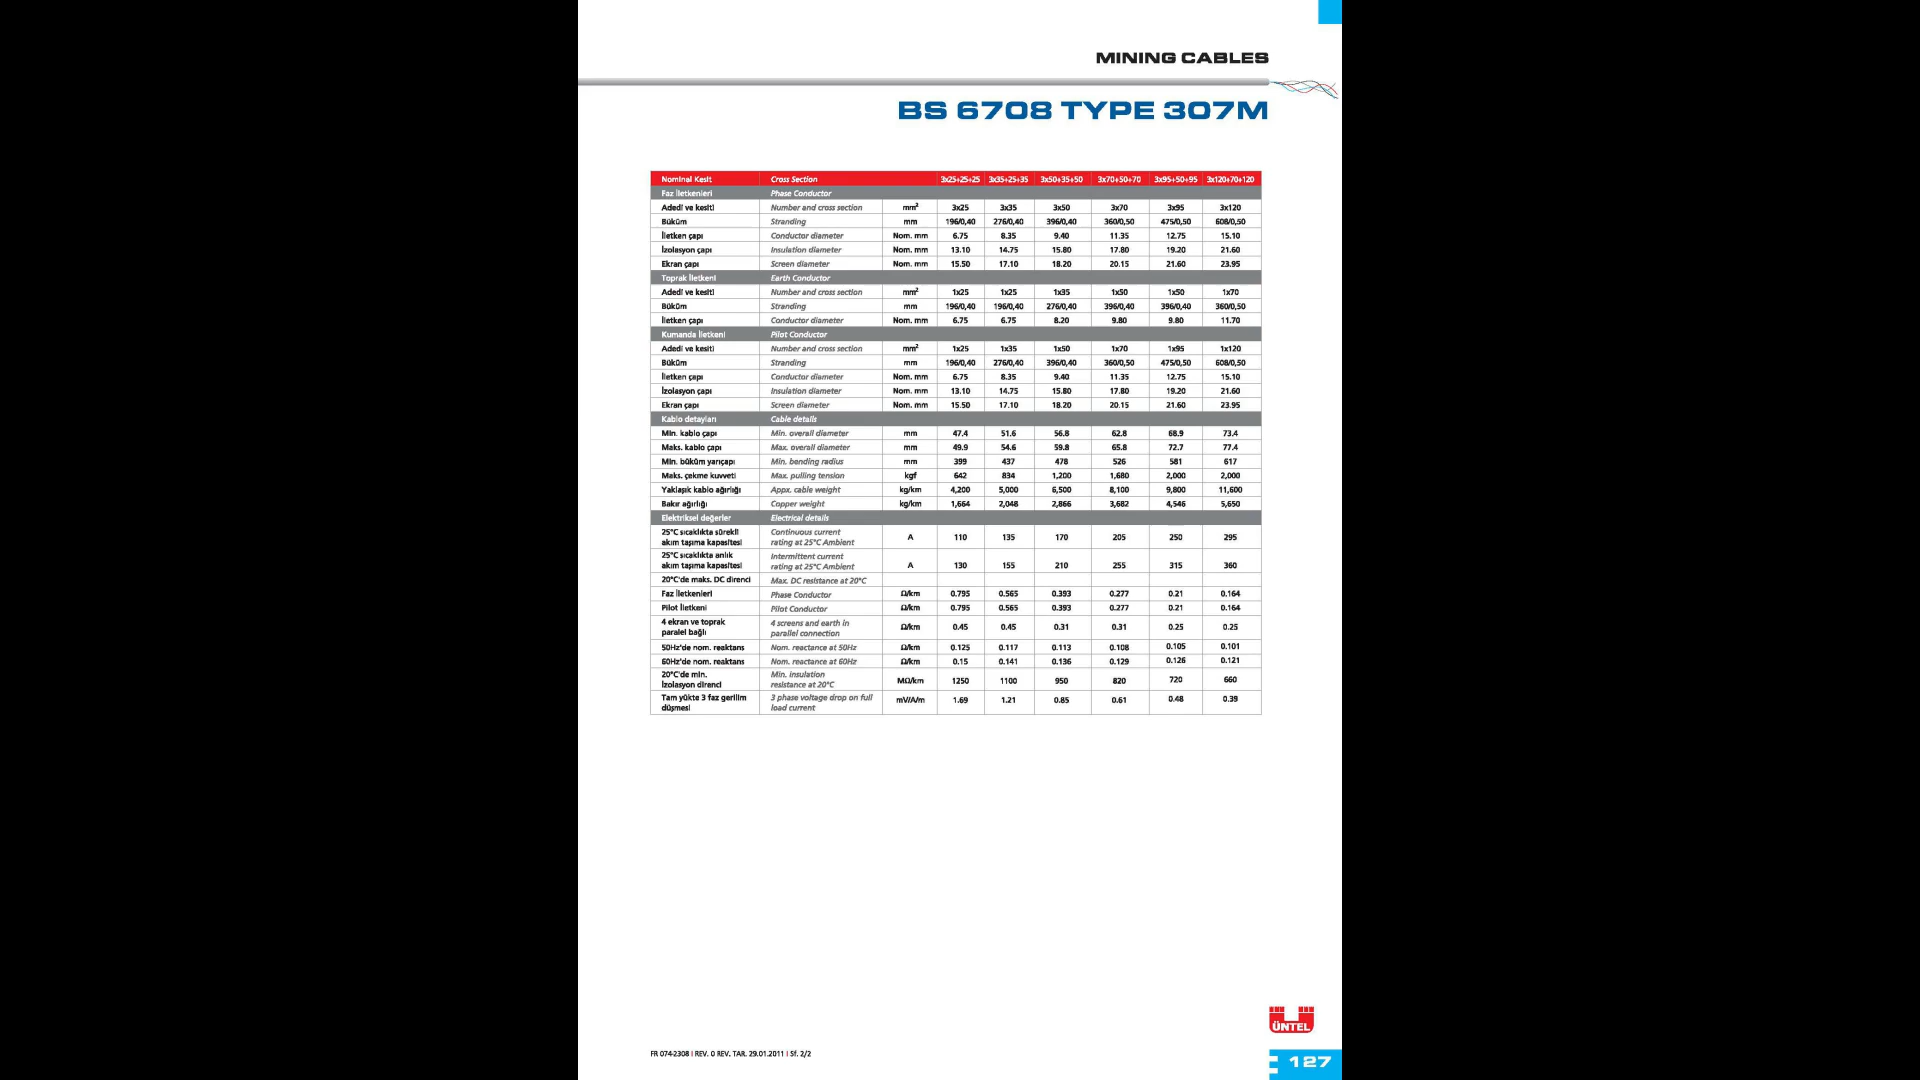 MINING CABLES
BS 6708 TYPE 307M
Nominal Kesit Cross Section 3x25+25+25 3x35+25+35 3x50+35+50 3x70+50+70 3x95+50+95 3x120+70+120
Faz İletkenleri Phase Conductor
Adedi ve kesiti Number and cross section mm² 3x25 3x35 3x50 3x70 3x95 3x120
Büküm Stranding mm 196/0,40 276/0,40 396/0,40 360/0,50 475/0,50 608/0,50
İletken çapı Conductor diameter Nom. mm 6.75 8.35 9.40 11.35 12.75 15.10
İzolasyon çapı Insulation diameter Nom. mm 13.10 14.75 15.80 17.80 19.20 21.60
Ekran çapı Screen diameter Nom. mm 15.50 17.10 18.20 20.15 21.60 23.95
Toprak İletkeni Earth Conductor
Adedi ve kesiti Number and cross section mm² 1x25 1x25 1x35 1x50 1x50 1x70
Büküm Stranding mm 196/0,40 196/0,40 276/0,40 396/0,40 396/0,40 360/0,50
İletken çapı Conductor diameter Nom. mm 6.75 6.75 8.20 9.80 9.80 11.70
Kumanda İletkeni Pilot Conductor
Adedi ve kesiti Number and cross section mm² 1x25 1x35 1x50 1x70 1x95 1x120
Büküm Stranding mm 196/0,40 276/0,40 396/0,40 360/0,50 475/0,50 608/0,50
İletken çapı Conductor diameter Nom. mm 6.75 8.35 9.40 11.35 12.75 15.10
İzolasyon çapı Insulation diameter Nom. mm 13.10 14.75 15.80 17.80 19.20 21.60
Ekran çapı Screen diameter Nom. mm 15.50 17.10 18.20 20.15 21.60 23.95
Kablo detayları Cable details
Min. kablo çapı Min. overall diameter mm 47.4 51.6 56.8 62.8 68.9 73.4
Maks. kablo çapı Max. overall diameter mm 49.9 54.6 59.8 65.8 72.7 77.4
Min. büküm yarıçapı Min. bending radius mm 399 437 478 526 581 617
Maks. çekme kuvveti Max. pulling tension kgf 642 834 1,200 1,680 2,000 2,000
Yaklaşık kablo ağırlığı Appx. cable weight kg/km 4,200 5,000 6,500 8,100 9,800 11,600
Bakır ağırlığı Copper weight kg/km 1,664 2,048 2,866 3,682 4,546 5,650
Elektriksel değerler Electrical details
25°C sıcaklıkta sürekli Continuous current
akım taşıma kapasitesi rating at 25°C Ambient A 110 135 170 205 250 295
25°C sıcaklıkta anlık Intermittent current
akım taşıma kapasitesi rating at 25°C Ambient A 130 155 210 255 315 360
20°C'de maks. DC direnci Max. DC resistance at 20°C
Faz İletkenleri Phase Conductor Ω/km 0.795 0.565 0.393 0.277 0.21 0.164
Pilot İletkeni Pilot Conductor Ω/km 0.795 0.565 0.393 0.277 0.21 0.164
4 ekran ve toprak 4 screens and earth in
paralel bağlı parallel connection Ω/km 0.45 0.45 0.31 0.31 0.25 0.25
50Hz'de nom. reaktans Nom. reactance at 50Hz Ω/km 0.125 0.117 0.113 0.108 0.105 0.101
60Hz'de nom. reaktans Nom. reactance at 60Hz Ω/km 0.15 0.141 0.136 0.129 0.126 0.121
20°C'de min. Min. insulation
İzolasyon direnci resistance at 20°C MΩ/km 1250 1100 950 820 720 660
Tam yükte 3 faz gerilim 3 phase voltage drop on full
düşmesi load current mV/A/m 1.69 1.21 0.85 0.61 0.48 0.39
ÜNTEL
FR 074-2308 I REV. 0 REV. TAR. 29.01.2011 I Sf. 2/2
127